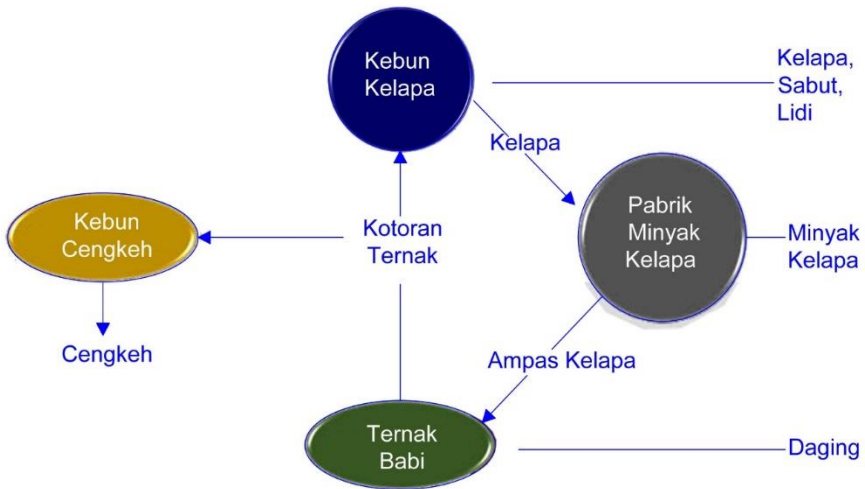 Kebun
Kelapa
Kelapa,
Sabut,
Lidi
Kelapa
Kebun
Cengkeh
Kotoran
Ternak
Pabrik
Minyak
Kelapa
Minyak
Kelapa
Cengkeh
Ampas Kelapa
Ternak
Babi
Daging